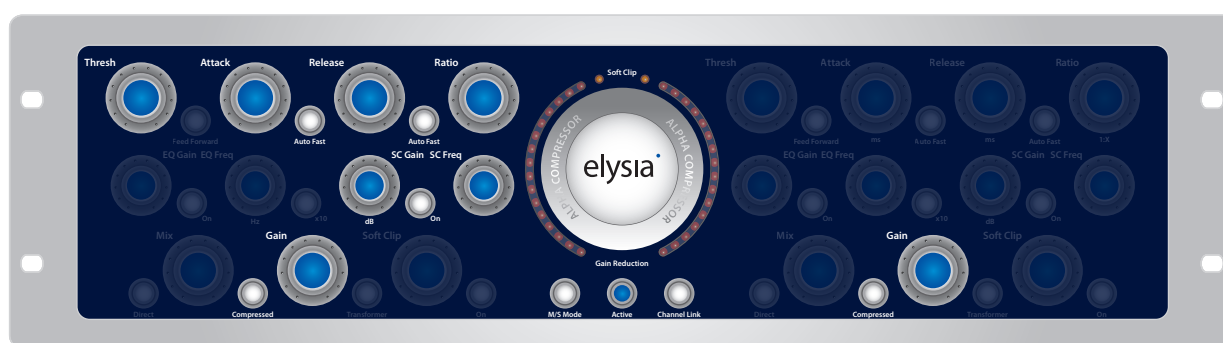 Thresh Attack Release Ratio
Feed Forward Auto Fast Auto Fast
EQ Gain EQ Freq SC Gain SC Freq
On Hz x10 dB On
Mix Gain Soft Clip
Direct Compressed Transformer On
Soft Clip
ALPHA COMPRESSOR
ALPHA COMPRESSOR
elysia
Gain Reduction
M/S Mode Active Channel Link
Thresh Attack Release Ratio
Feed Forward ms Auto Fast ms Auto Fast 1:X
EQ Gain EQ Freq SC Gain SC Freq
On Hz x10 dB On
Mix Gain Soft Clip
Direct Compressed Transformer On